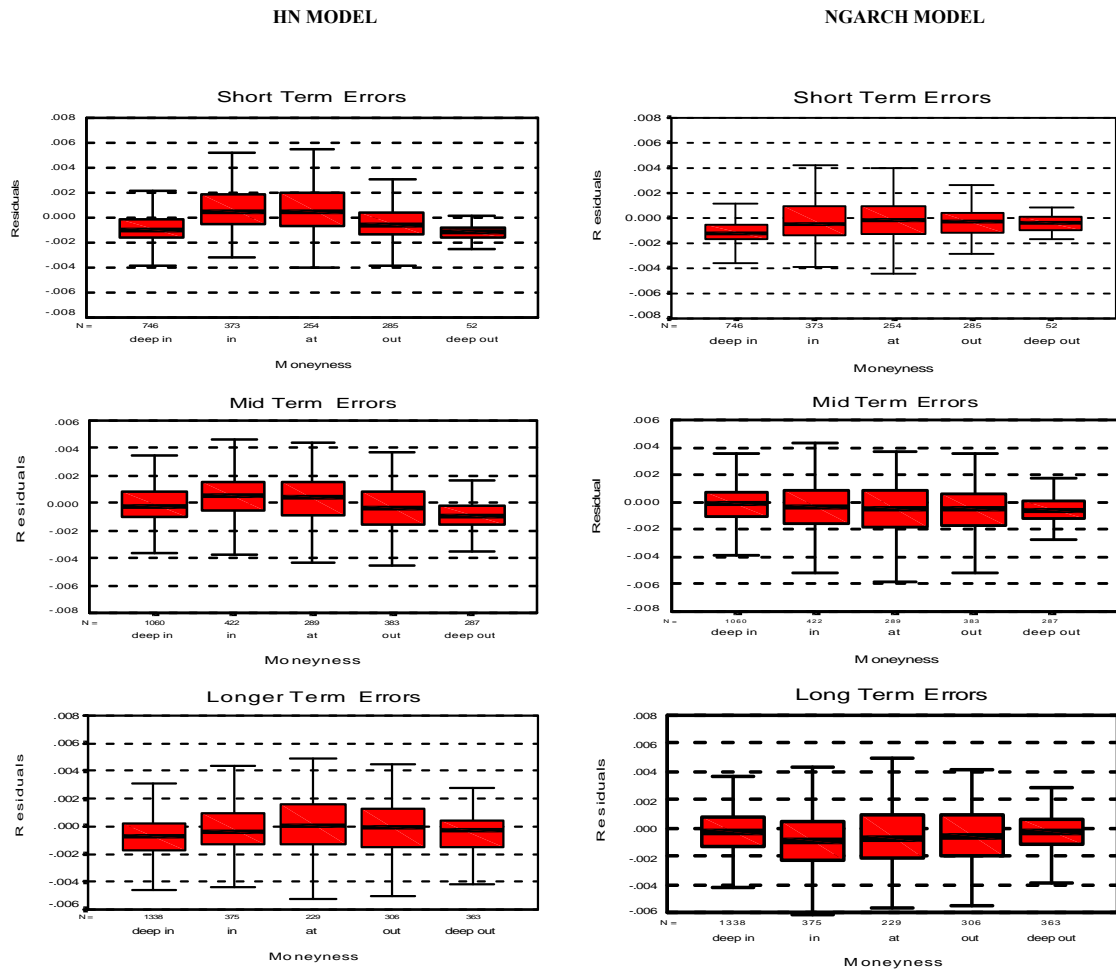 HN MODEL
NGARCH MODEL
Short Term Errors
.008
.006
.004
.002
0.000
-.002
-.004
-.006
-.008
Residuals
N = 746 373 254 285 52
deep in in at out deep out
Moneyness
Short Term Errors
.008
.006
.004
.002
0.000
-.002
-.004
-.006
-.008
Residuals
N = 746 373 254 285 52
deep in in at out deep out
Moneyness
Mid Term Errors
.006
.004
.002
0.000
-.002
-.004
-.006
-.008
Residuals
N = 1060 422 289 383 287
deep in in at out deep out
Moneyness
Mid Term Errors
.006
.004
.002
0.000
-.002
-.004
-.006
-.008
Residual
N = 1060 422 289 383 287
deep in in at out deep out
Moneyness
Longer Term Errors
.008
.006
.004
.002
.000
-.002
-.004
-.006
Residuals
N = 1338 375 229 306 363
deep in in at out deep out
Moneyness
Long Term Errors
.008
.006
.004
.002
-.000
-.002
-.004
-.006
Residuals
N = 1338 375 229 306 363
deep in in at out deep out
Moneyness